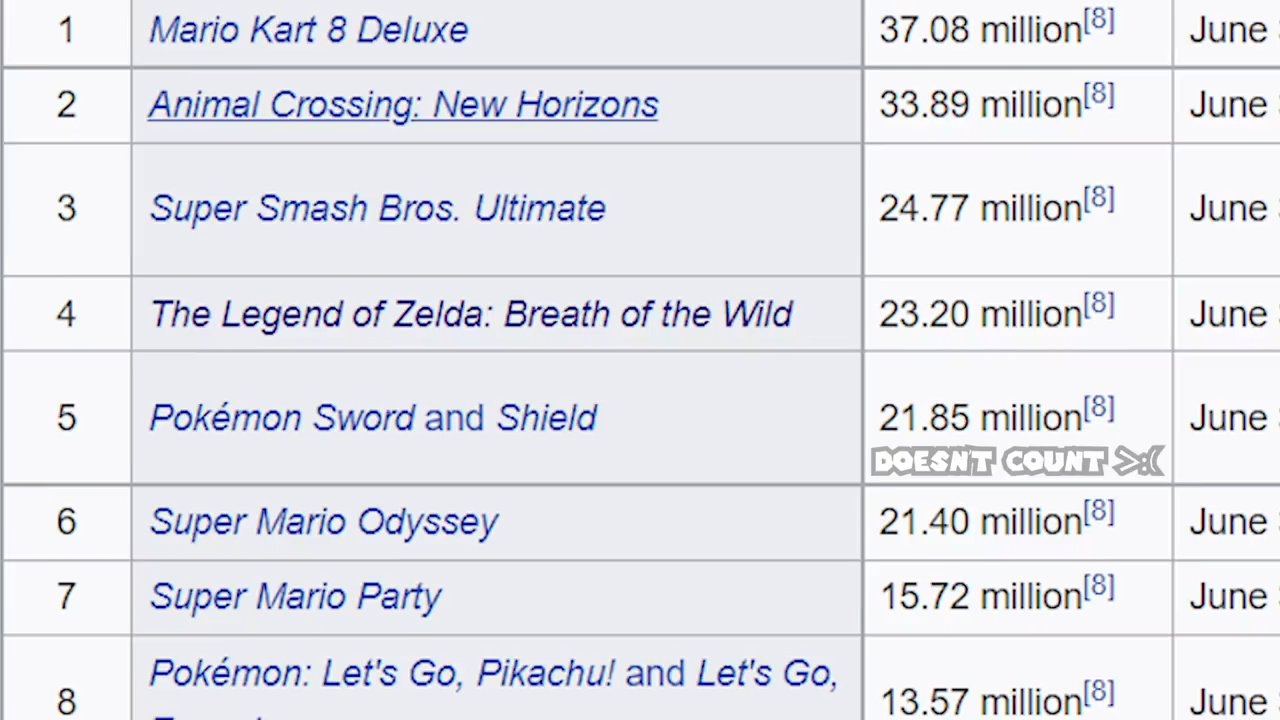 1 Mario Kart 8 Deluxe 37.08 million[8] June
2 Animal Crossing: New Horizons 33.89 million[8] June
3 Super Smash Bros. Ultimate 24.77 million[8] June
4 The Legend of Zelda: Breath of the Wild 23.20 million[8] June
5 Pokémon Sword and Shield 21.85 million[8] June
DOESN'T COUNT >:(
6 Super Mario Odyssey 21.40 million[8] June
7 Super Mario Party 15.72 million[8] June
8 Pokémon: Let's Go, Pikachu! and Let's Go, 13.57 million[8] June